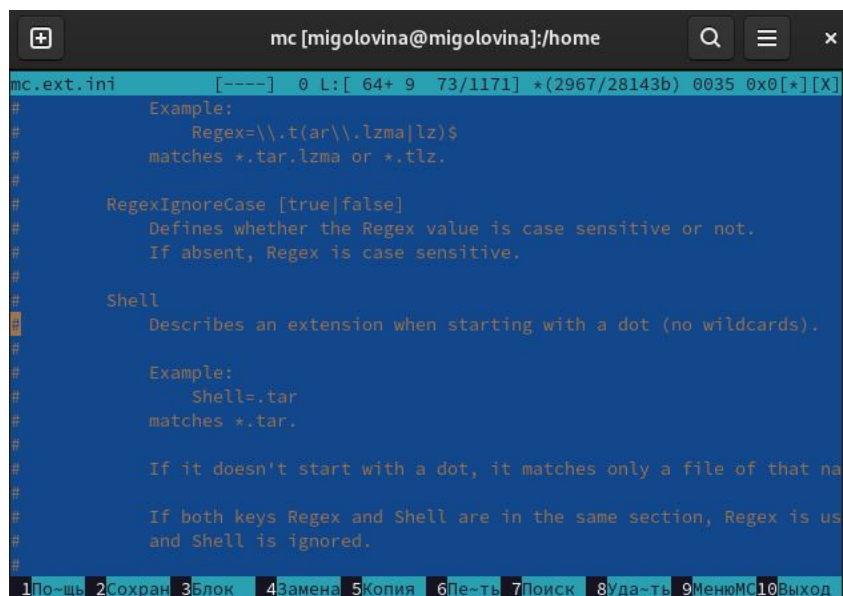 mc [migolovina@migolovina]:/home
mc.ext.ini [----] 0 L:[ 64+ 9 73/1171] *(2967/28143b) 0035 0x0[*][X]
# Example:
# Regex=\\.t(ar\\.lzma|lz)$
# matches *.tar.lzma or *.tlz.
#
# RegexIgnoreCase [true|false]
# Defines whether the Regex value is case sensitive or not.
# If absent, Regex is case sensitive.
#
# Shell
# Describes an extension when starting with a dot (no wildcards).
#
# Example:
# Shell=.tar
# matches *.tar.
#
# If it doesn't start with a dot, it matches only a file of that na
#
# If both keys Regex and Shell are in the same section, Regex is us
# and Shell is ignored.
#
1По~щь 2Сохран 3Блок 4Замена 5Копия 6Пе~ть 7Поиск 8Уда~ть 9МенюMC 10Выход